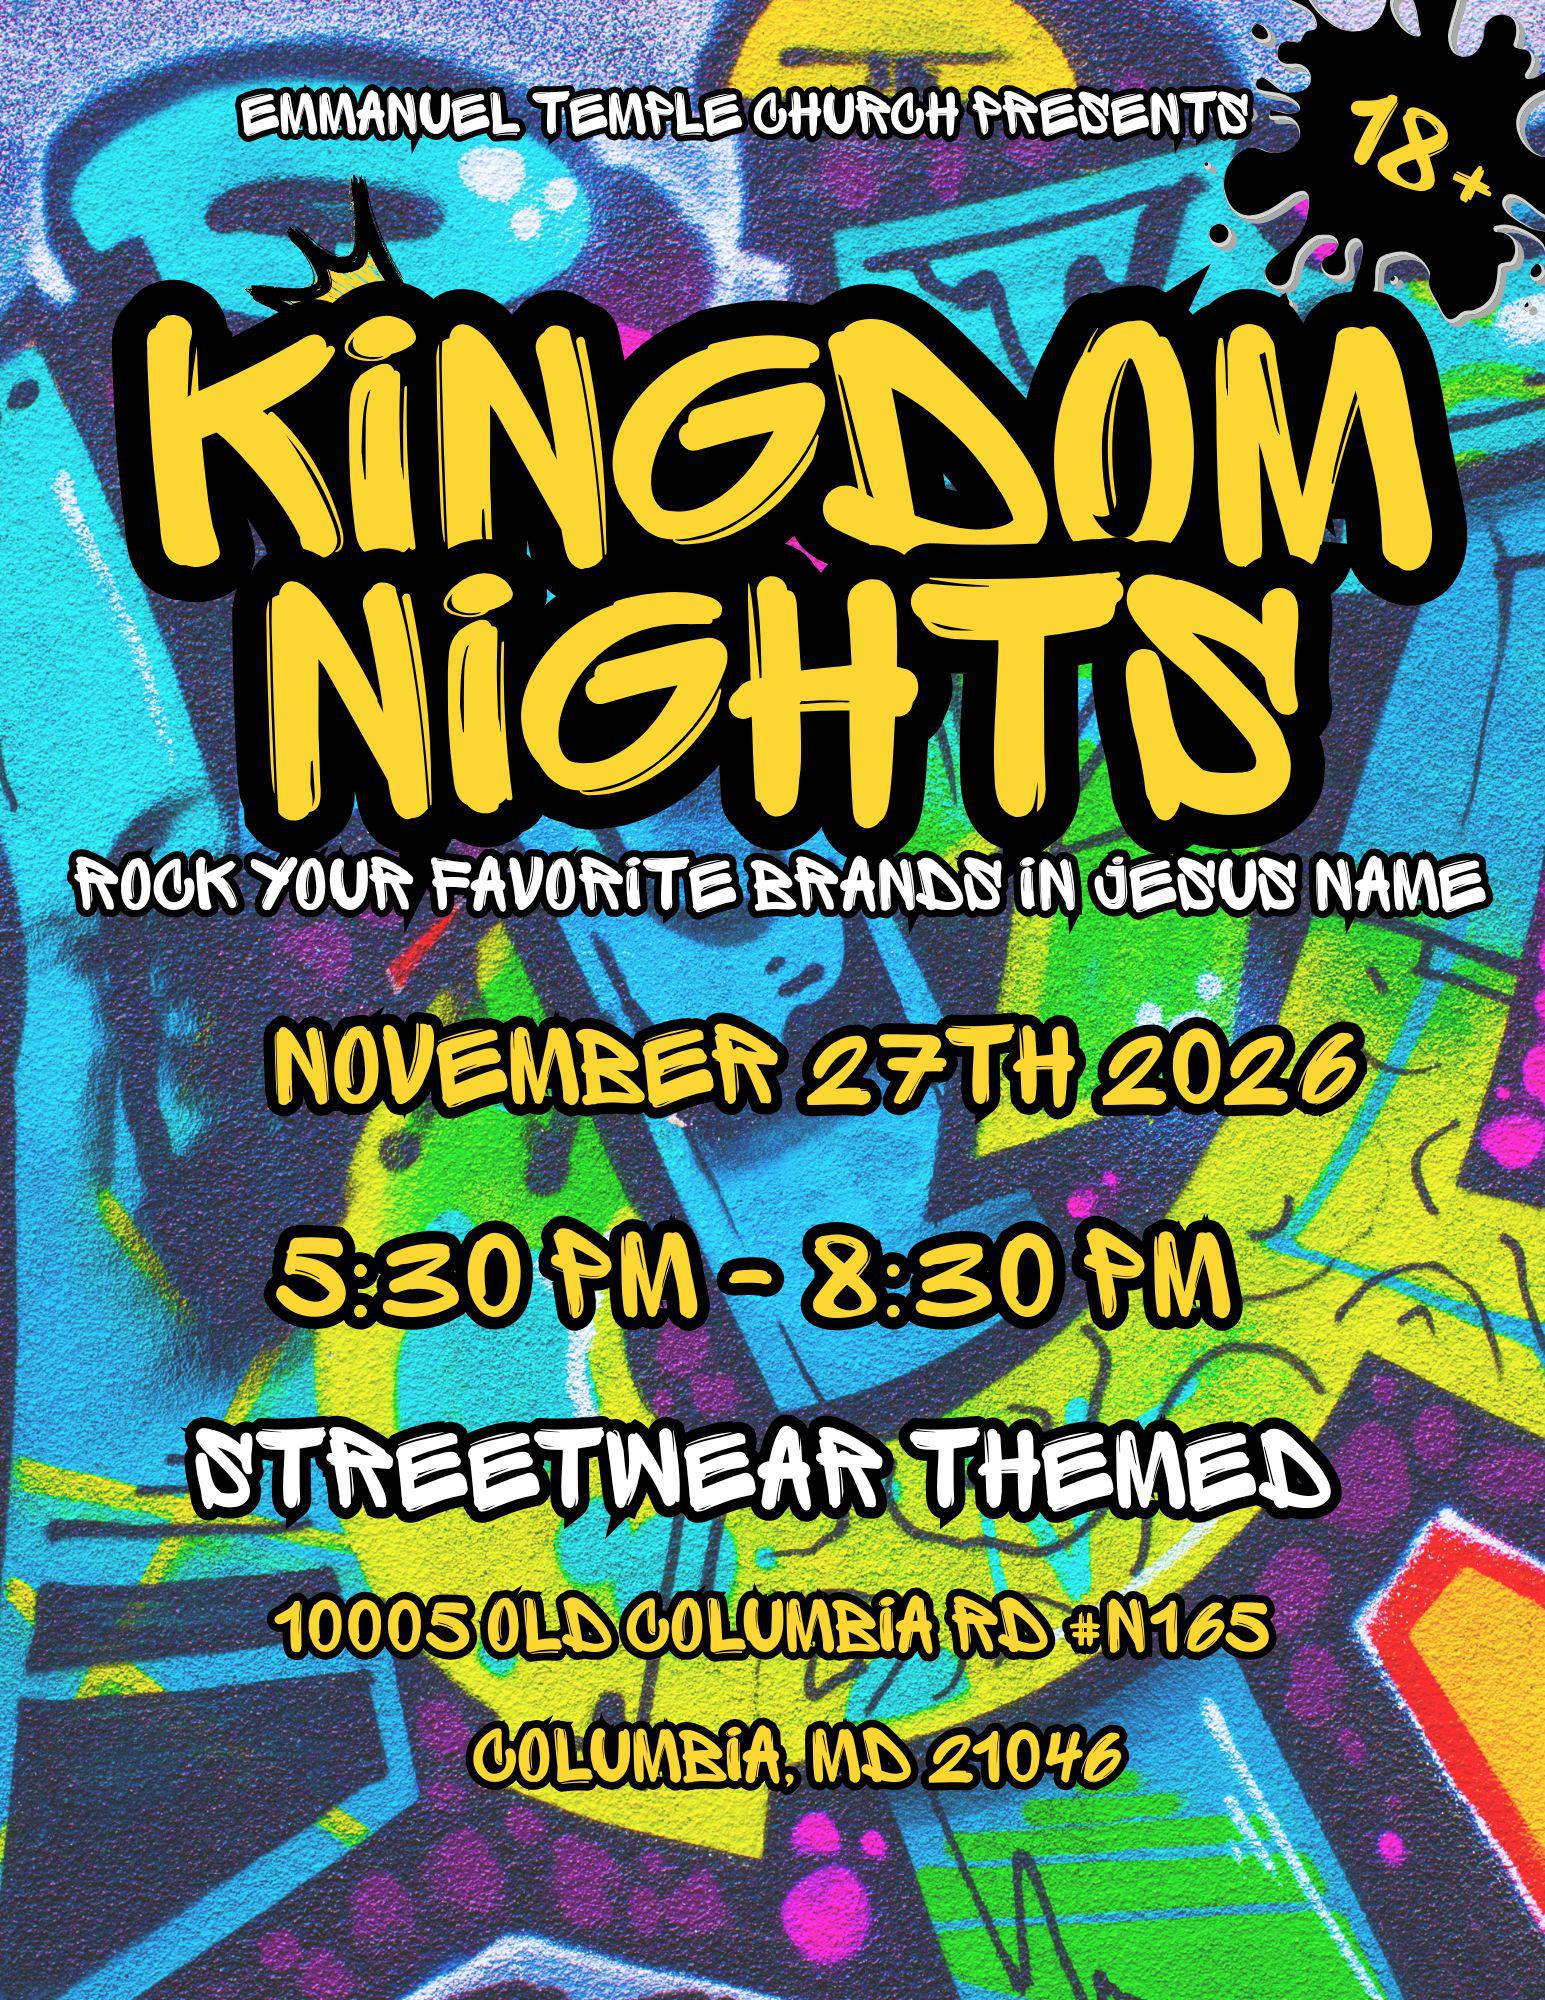 EMMANUEL TEMPLE CHURCH PRESENTS
18+
KiNGDOM
NiGHTS
ROCK YOUR FAVORiTE BRANDS iN jESUS NAME
NOVEMBER 27TH 2026
5:30 PM - 8:30 PM
STREETWEAR THEMED
10005 OLD COLUMBiA RD #N165
COLUMBiA, MD 21046